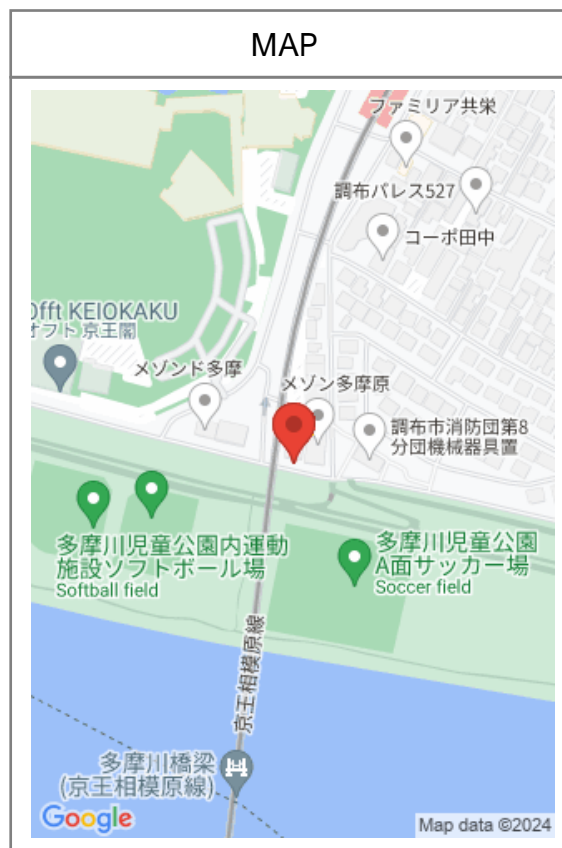 MAP
ファミリア共栄
調布パレス527
コーポ田中
Offt KEIOKAKU
オフト 京王閣
メゾンド多摩
メゾン多摩原
調布市消防団第8
分団機械器具置
多摩川児童公園内運動
施設ソフトボール場
Softball field
多摩川児童公園
A面サッカー場
Soccer field
京王相模原線
多摩川橋梁
(京王相模原線)
Google
Map data ©2024